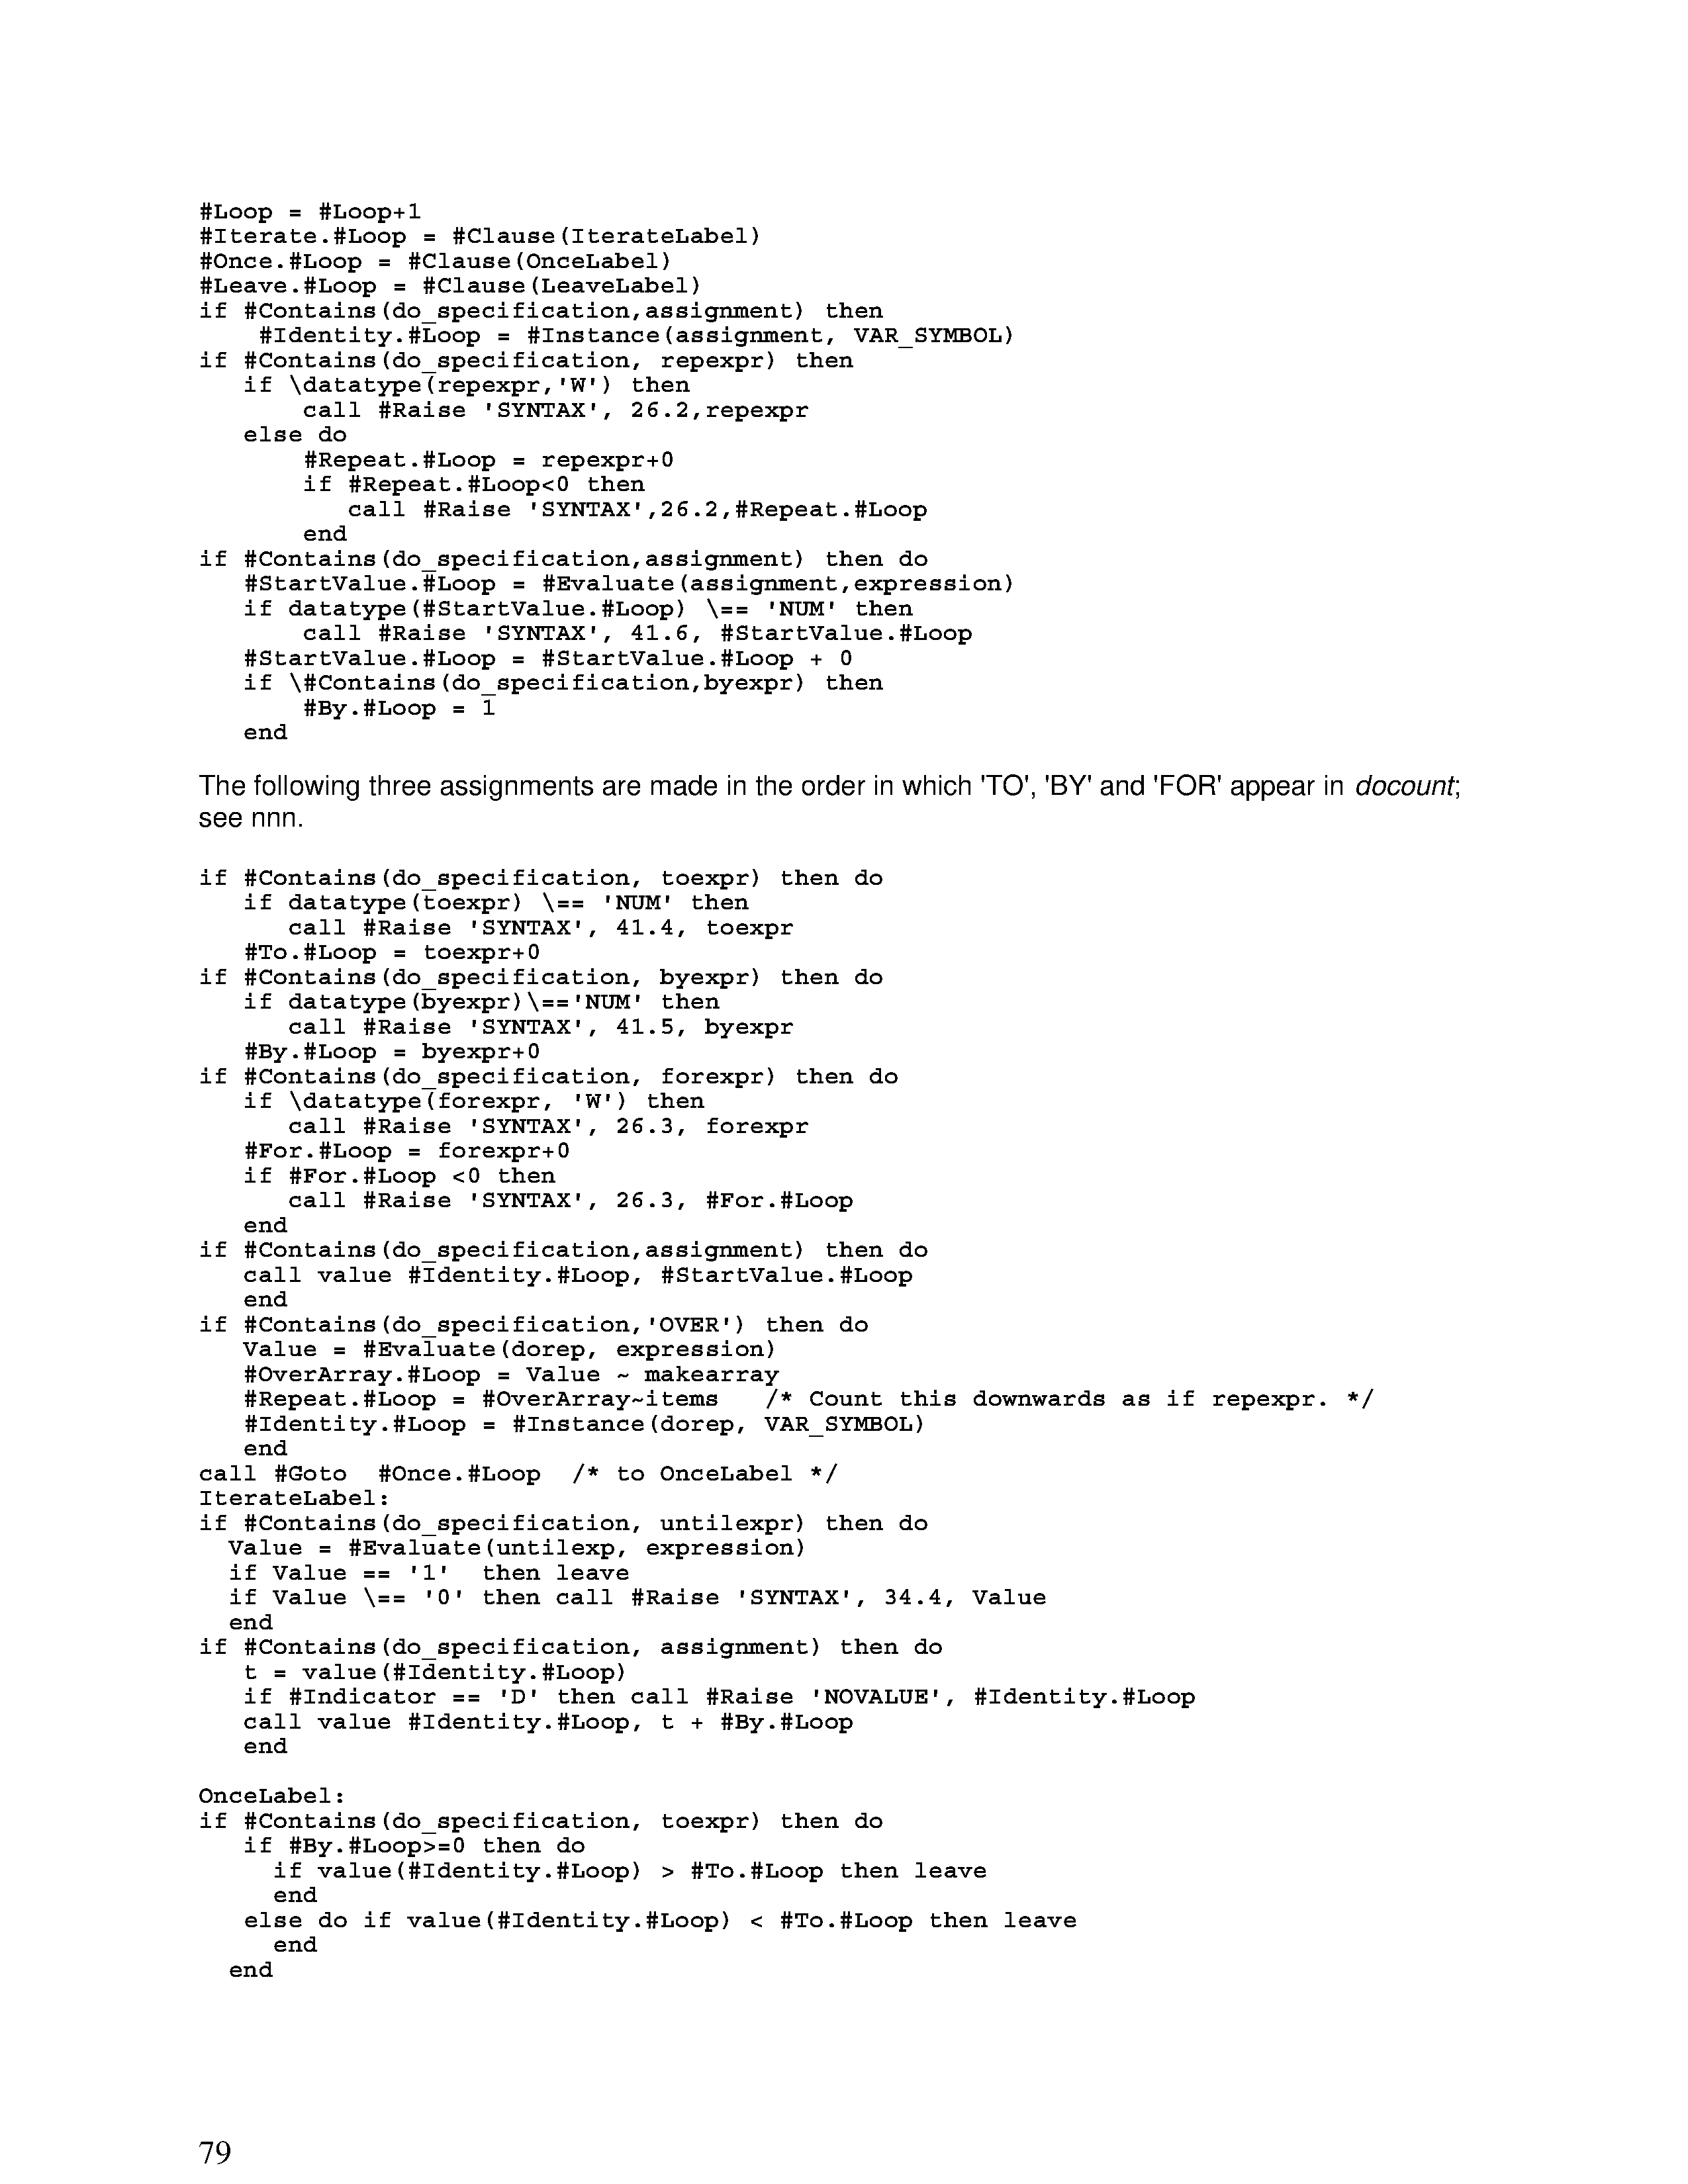 #Loop = #Loop+1
#Iterate.#Loop = #Clause(IterateLabel)
#Once.#Loop = #Clause(OnceLabel)
#Leave.#Loop = #Clause(LeaveLabel)
if #Contains(do_specification,assignment) then
    #Identity.#Loop = #Instance(assignment, VAR_SYMBOL)
if #Contains(do_specification, repexpr) then
   if \datatype(repexpr,'W') then
       call #Raise 'SYNTAX', 26.2,repexpr
   else do
       #Repeat.#Loop = repexpr+0
       if #Repeat.#Loop<0 then
          call #Raise 'SYNTAX',26.2,#Repeat.#Loop
       end
if #Contains(do_specification,assignment) then do
   #StartValue.#Loop = #Evaluate(assignment,expression)
   if datatype(#StartValue.#Loop) \== 'NUM' then
       call #Raise 'SYNTAX', 41.6, #StartValue.#Loop
   #StartValue.#Loop = #StartValue.#Loop + 0
   if \#Contains(do_specification,byexpr) then
       #By.#Loop = 1
   end
The following three assignments are made in the order in which 'TO', 'BY' and 'FOR' appear in docount;
see nnn.
if #Contains(do_specification, toexpr) then do
   if datatype(toexpr) \== 'NUM' then
      call #Raise 'SYNTAX', 41.4, toexpr
   #To.#Loop = toexpr+0
if #Contains(do_specification, byexpr) then do
   if datatype(byexpr)\=='NUM' then
      call #Raise 'SYNTAX', 41.5, byexpr
   #By.#Loop = byexpr+0
if #Contains(do_specification, forexpr) then do
   if \datatype(forexpr, 'W') then
      call #Raise 'SYNTAX', 26.3, forexpr
   #For.#Loop = forexpr+0
   if #For.#Loop <0 then
      call #Raise 'SYNTAX', 26.3, #For.#Loop
   end
if #Contains(do_specification,assignment) then do
   call value #Identity.#Loop, #StartValue.#Loop
   end
if #Contains(do_specification,'OVER') then do
   Value = #Evaluate(dorep, expression)
   #OverArray.#Loop = Value ~ makearray
   #Repeat.#Loop = #OverArray~items   /* Count this downwards as if repexpr. */
   #Identity.#Loop = #Instance(dorep, VAR_SYMBOL)
   end
call #Goto  #Once.#Loop  /* to OnceLabel */
IterateLabel:
if #Contains(do_specification, untilexpr) then do
  Value = #Evaluate(untilexp, expression)
  if Value == '1'  then leave
  if Value \== '0' then call #Raise 'SYNTAX', 34.4, Value
  end
if #Contains(do_specification, assignment) then do
   t = value(#Identity.#Loop)
   if #Indicator == 'D' then call #Raise 'NOVALUE', #Identity.#Loop
   call value #Identity.#Loop, t + #By.#Loop
   end
OnceLabel:
if #Contains(do_specification, toexpr) then do
   if #By.#Loop>=0 then do
     if value(#Identity.#Loop) > #To.#Loop then leave
     end
   else do if value(#Identity.#Loop) < #To.#Loop then leave
     end
  end
79